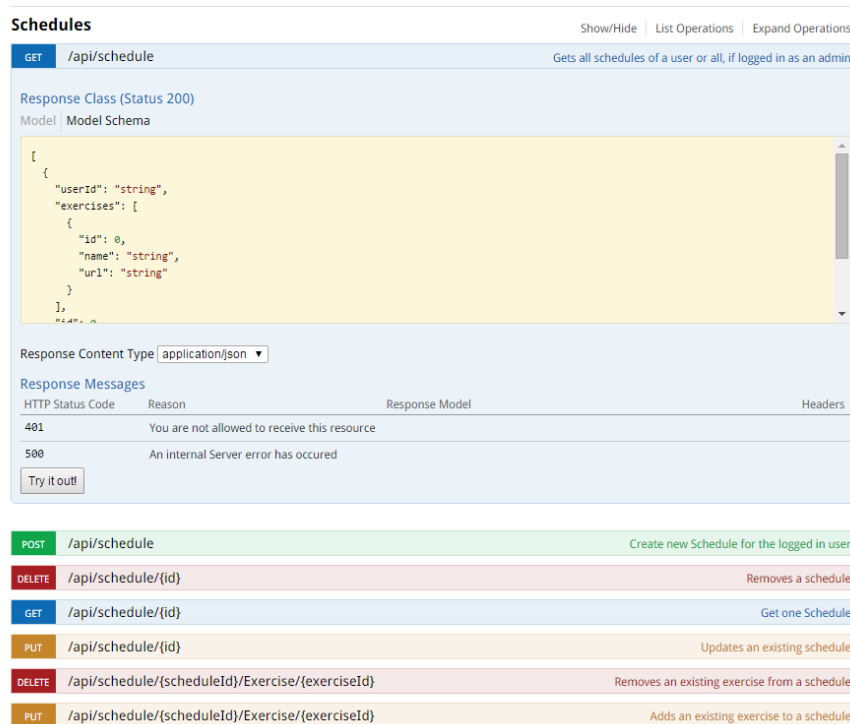 Schedules
Show/Hide List Operations Expand Operations
GET /api/schedule Gets all schedules of a user or all, if logged in as an admin
Response Class (Status 200)
Model Model Schema
[
{
"userId": "string",
"exercises": [
{
"id": 0,
"name": "string",
"url": "string"
}
],
"id": 0
Response Content Type application/json
Response Messages
HTTP Status Code Reason Response Model Headers
401 You are not allowed to receive this resource
500 An internal Server error has occured
Try it out!
POST /api/schedule Create new Schedule for the logged in user
DELETE /api/schedule/{id} Removes a schedule
GET /api/schedule/{id} Get one Schedule
PUT /api/schedule/{id} Updates an existing schedule
DELETE /api/schedule/{scheduleId}/Exercise/{exerciseId} Removes an existing exercise from a schedule
PUT /api/schedule/{scheduleId}/Exercise/{exerciseId} Adds an existing exercise to a schedule